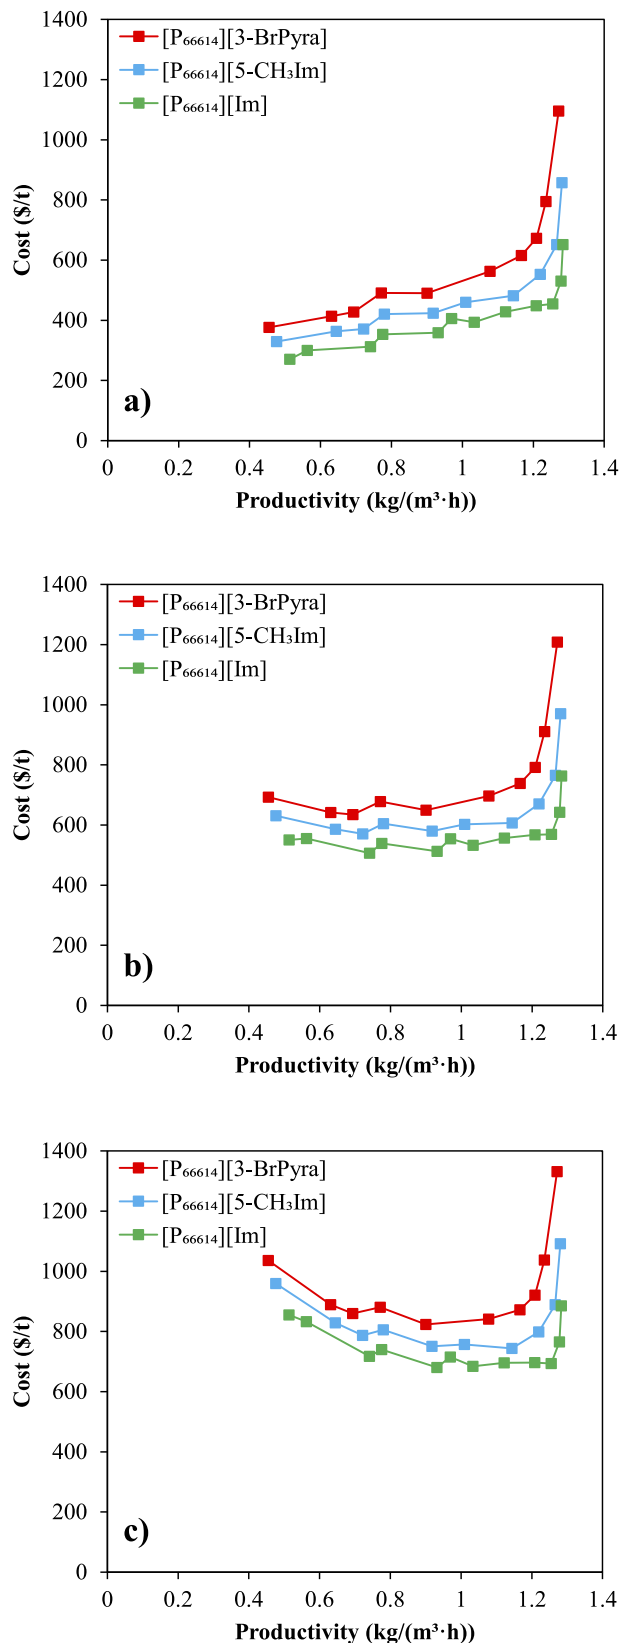 1400
1200
1000
800
600
400
200
0
Cost ($/t)
[P₆₆₆₁₄][3-BrPyra]
[P₆₆₆₁₄][5-CH₃Im]
[P₆₆₆₁₄][Im]
a)
0 0.2 0.4 0.6 0.8 1 1.2 1.4
Productivity (kg/(m³·h))
1400
1200
1000
800
600
400
200
0
Cost ($/t)
[P₆₆₆₁₄][3-BrPyra]
[P₆₆₆₁₄][5-CH₃Im]
[P₆₆₆₁₄][Im]
b)
0 0.2 0.4 0.6 0.8 1 1.2 1.4
Productivity (kg/(m³·h))
1400
1200
1000
800
600
400
200
0
Cost ($/t)
[P₆₆₆₁₄][3-BrPyra]
[P₆₆₆₁₄][5-CH₃Im]
[P₆₆₆₁₄][Im]
c)
0 0.2 0.4 0.6 0.8 1 1.2 1.4
Productivity (kg/(m³·h))